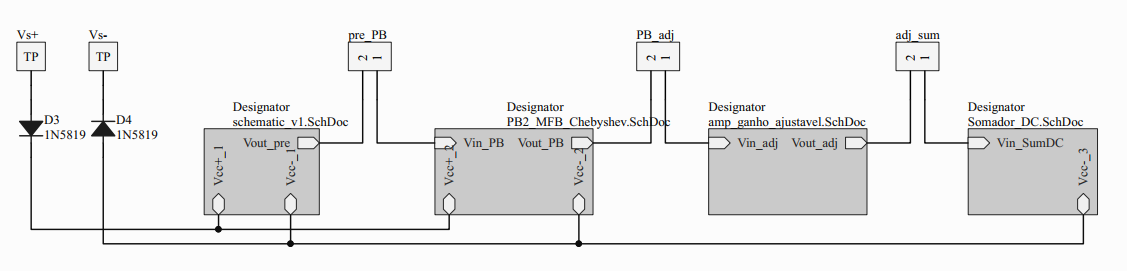 Vs+
Vs-
pre_PB
PB_adj
adj_sum
TP
TP
2 1
2 1
2 1
D3
1N5819
D4
1N5819
Designator
schematic_v1.SchDoc
Designator
PB2_MFB_Chebyshev.SchDoc
Designator
amp_ganho_ajustavel.SchDoc
Designator
Somador_DC.SchDoc
Vout_pre
Vin_PB
Vout_PB
Vin_adj
Vout_adj
Vin_SumDC
Vcc+_1
Vcc-_1
Vcc+_2
Vcc-_2
Vcc-_3